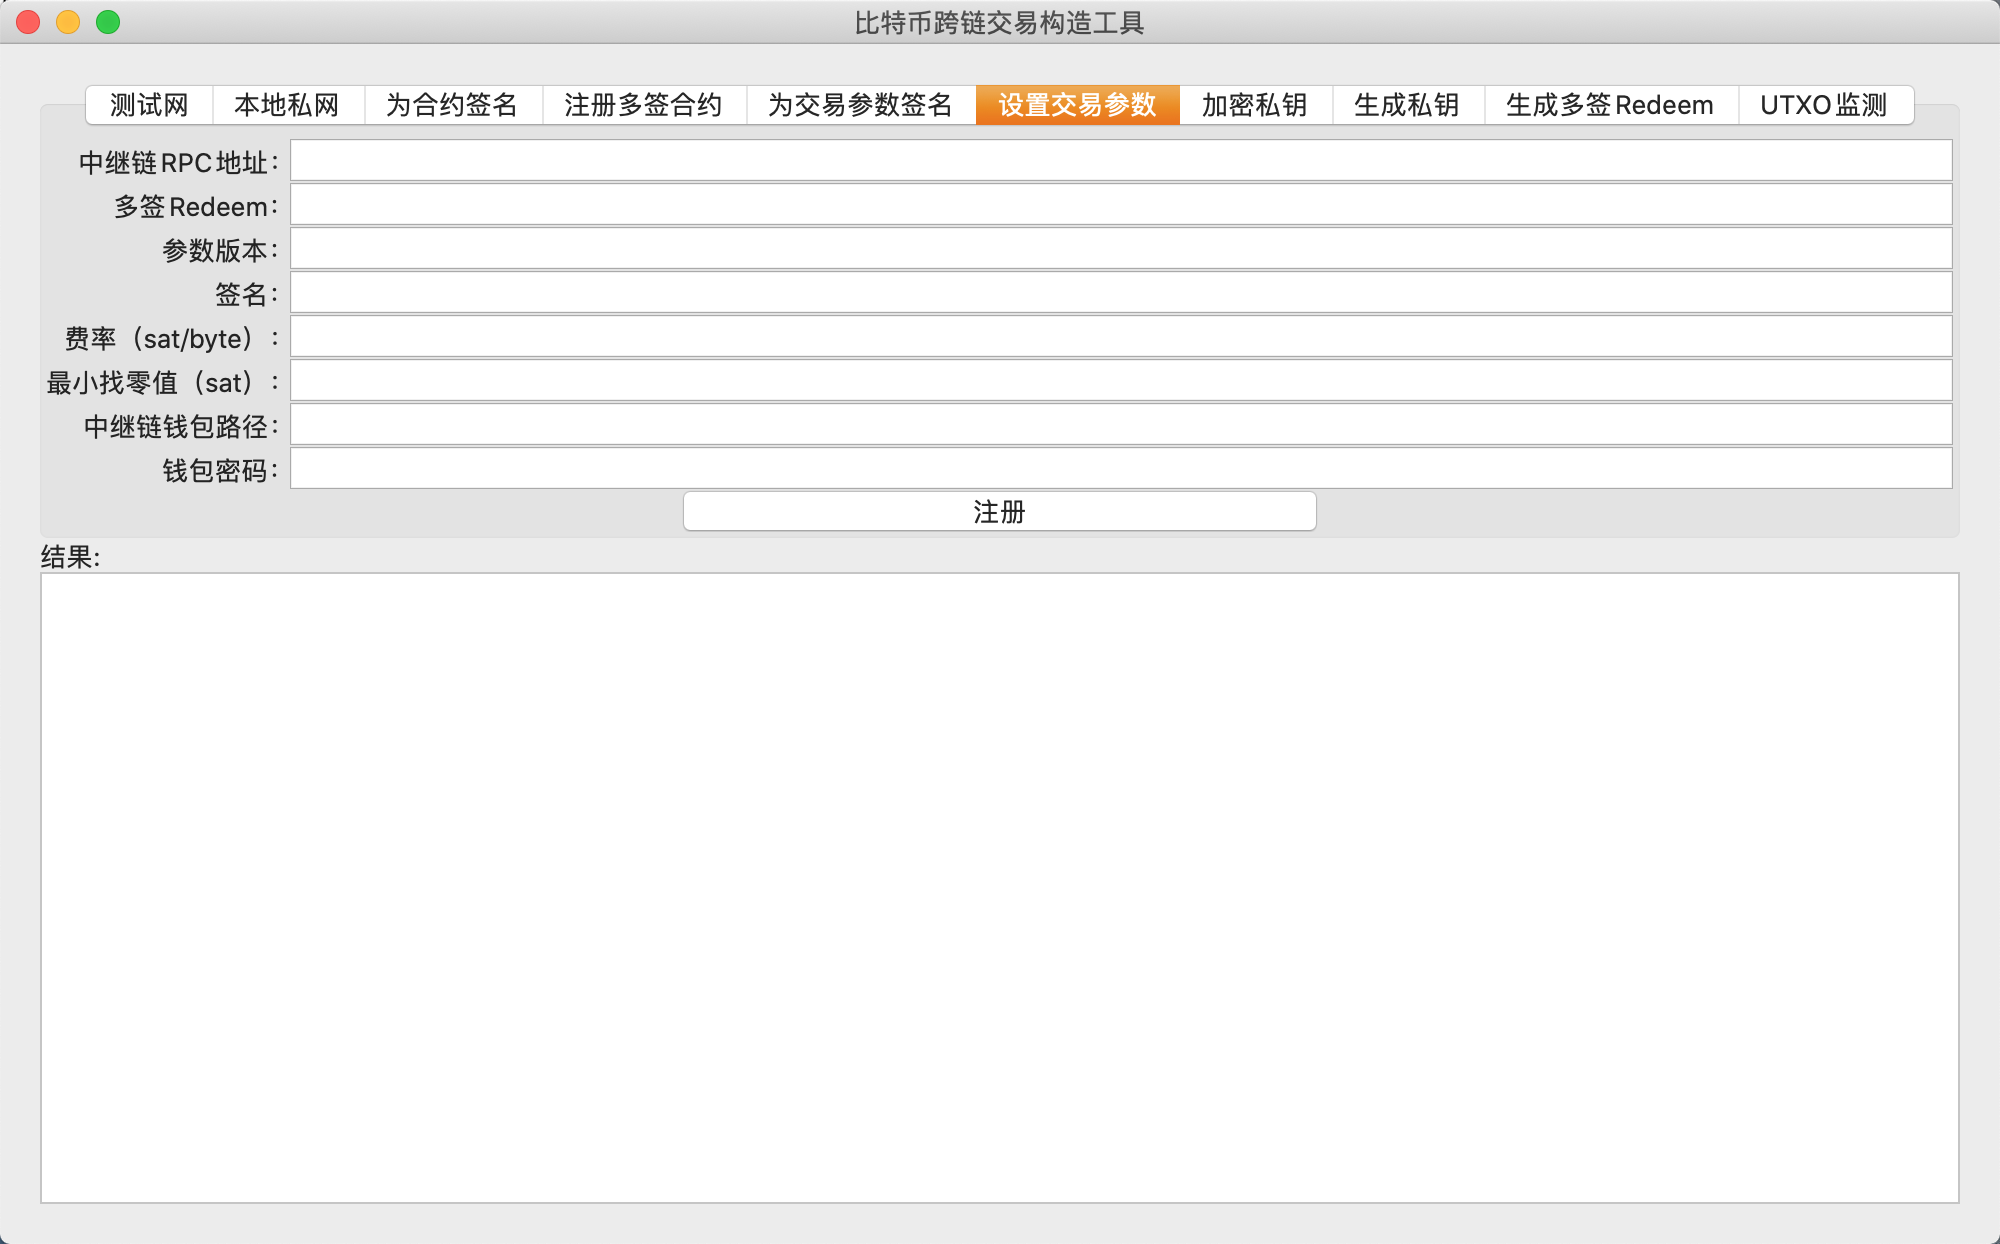 比特币跨链交易构造工具
测试网 本地私网 为合约签名 注册多签合约 为交易参数签名 设置交易参数 加密私钥 生成私钥 生成多签Redeem UTXO监测
中继链RPC地址：
多签Redeem：
参数版本：
签名：
费率（sat/byte）：
最小找零值（sat）：
中继链钱包路径：
钱包密码：
注册
结果: